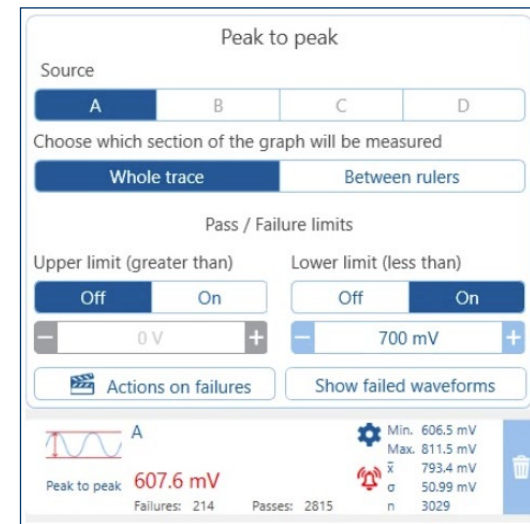 Peak to peak
Source
A B C D
Choose which section of the graph will be measured
Whole trace Between rulers
Pass / Failure limits
Upper limit (greater than) Lower limit (less than)
Off On Off On
− 0 V + − 700 mV +
Actions on failures Show failed waveforms
A
Min. 606.5 mV
Max. 811.5 mV
Peak to peak 607.6 mV x̄ 793.4 mV
σ 50.99 mV
Failures: 214 Passes: 2815 n 3029